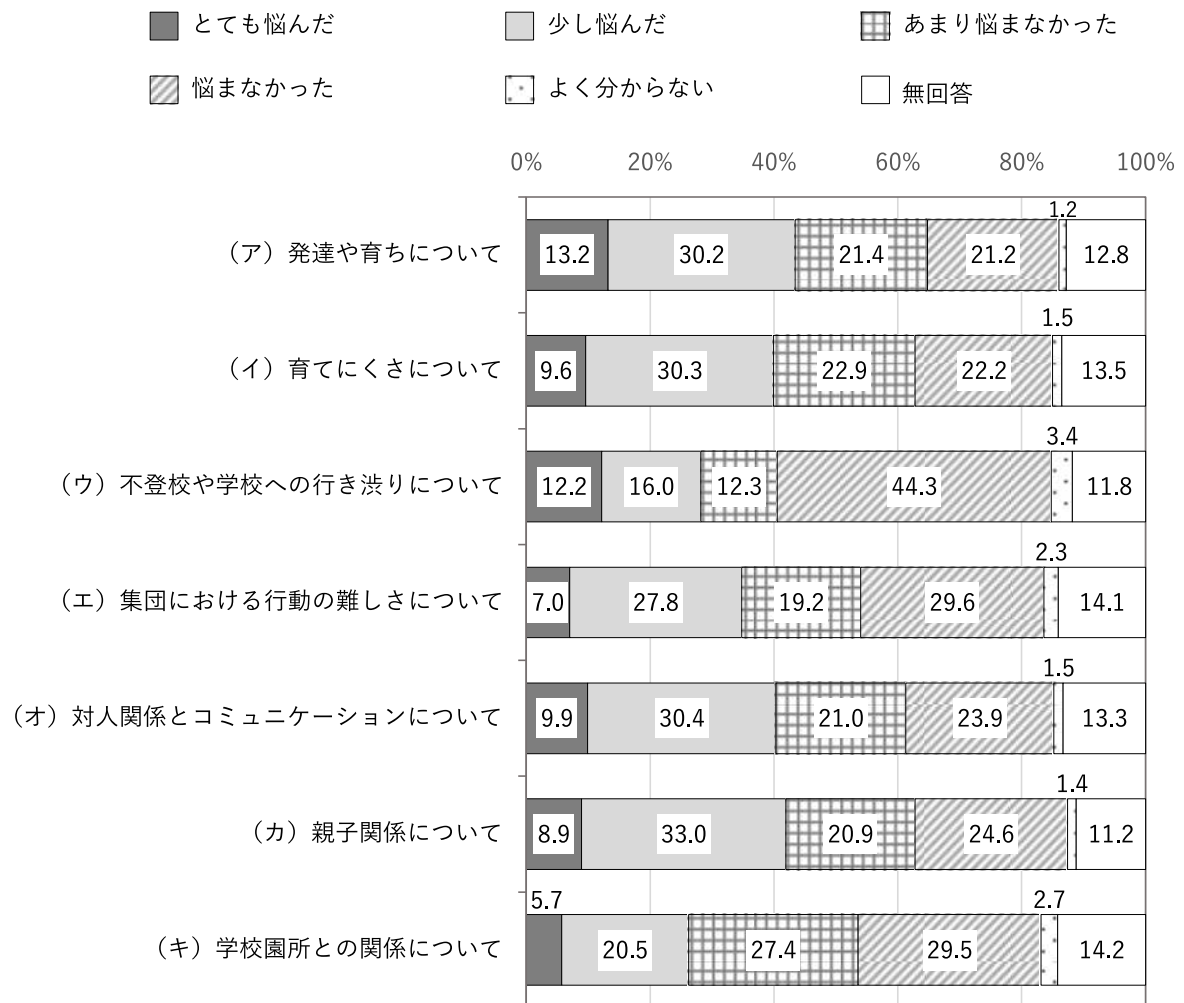 とても悩んだ 少し悩んだ あまり悩まなかった
悩まなかった よく分からない 無回答
0% 20% 40% 60% 80% 100%
1.2
（ア）発達や育ちについて 13.2 30.2 21.4 21.2 12.8
1.5
（イ）育てにくさについて 9.6 30.3 22.9 22.2 13.5
3.4
（ウ）不登校や学校への行き渋りについて 12.2 16.0 12.3 44.3 11.8
2.3
（エ）集団における行動の難しさについて 7.0 27.8 19.2 29.6 14.1
1.5
（オ）対人関係とコミュニケーションについて 9.9 30.4 21.0 23.9 13.3
1.4
（カ）親子関係について 8.9 33.0 20.9 24.6 11.2
5.7 2.7
（キ）学校園所との関係について 20.5 27.4 29.5 14.2